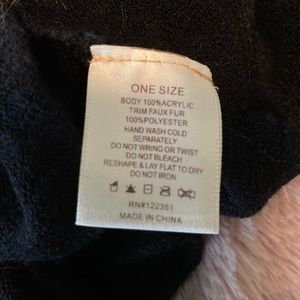 ONE SIZE
BODY 100%ACRYLIC
TRIM FAUX FUR
100%POLYESTER
HAND WASH COLD
SEPARATELY
DO NOT WRING OR TWIST
DO NOT BLEACH
RESHAPE & LAY FLAT TO DRY
DO NOT IRON
RN#122351
MADE IN CHINA